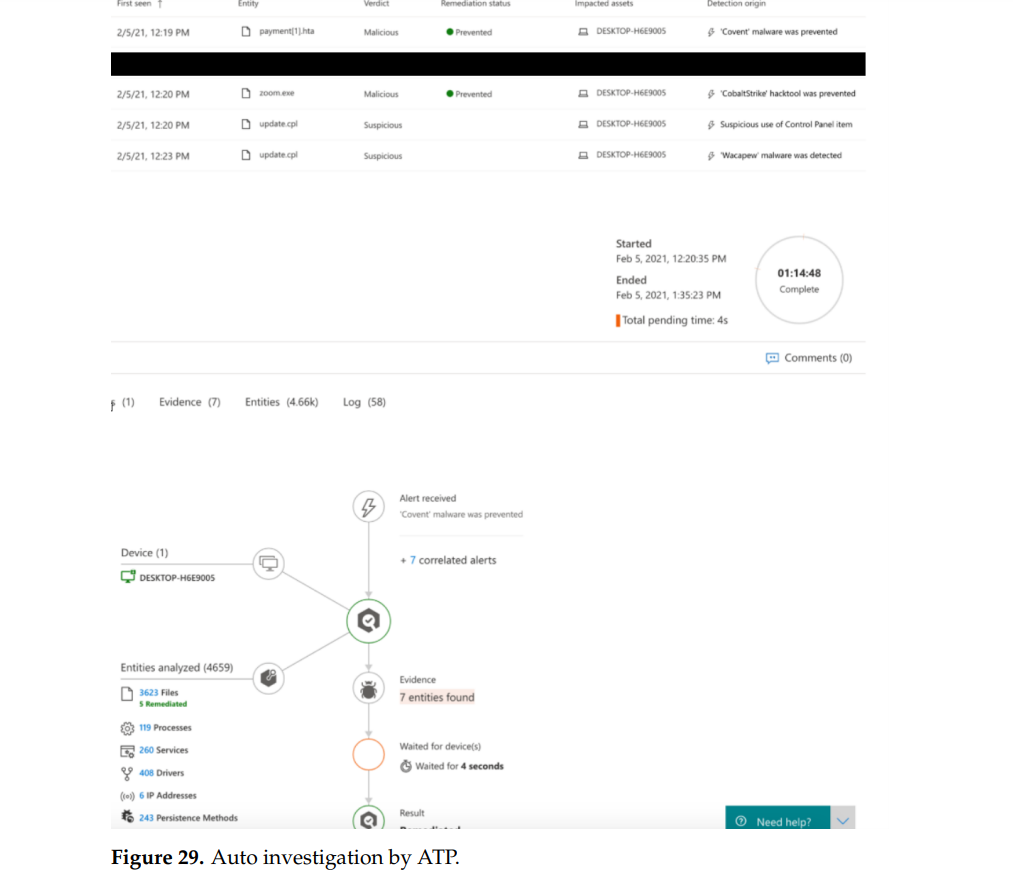 First seen ↑ Entity Verdict Remediation status Impacted assets Detection origin
2/5/21, 12:19 PM payment[1].hta Malicious Prevented DESKTOP-H6E9005 'Covent' malware was prevented
2/5/21, 12:20 PM zoom.exe Malicious Prevented DESKTOP-H6E9005 'CobaltStrike' hacktool was prevented
2/5/21, 12:20 PM update.cpl Suspicious DESKTOP-H6E9005 Suspicious use of Control Panel item
2/5/21, 12:23 PM update.cpl Suspicious DESKTOP-H6E9005 'Wacapew' malware was detected
Started
Feb 5, 2021, 12:20:35 PM
Ended
Feb 5, 2021, 1:35:23 PM
Total pending time: 4s
01:14:48
Complete
Comments (0)
(1) Evidence (7) Entities (4.66k) Log (58)
Alert received
'Covent' malware was prevented
+ 7 correlated alerts
Device (1)
DESKTOP-H6E9005
Entities analyzed (4659)
3623 Files
5 Remediated
119 Processes
260 Services
408 Drivers
6 IP Addresses
243 Persistence Methods
Evidence
7 entities found
Waited for device(s)
Waited for 4 seconds
Result
Need help?
Figure 29. Auto investigation by ATP.